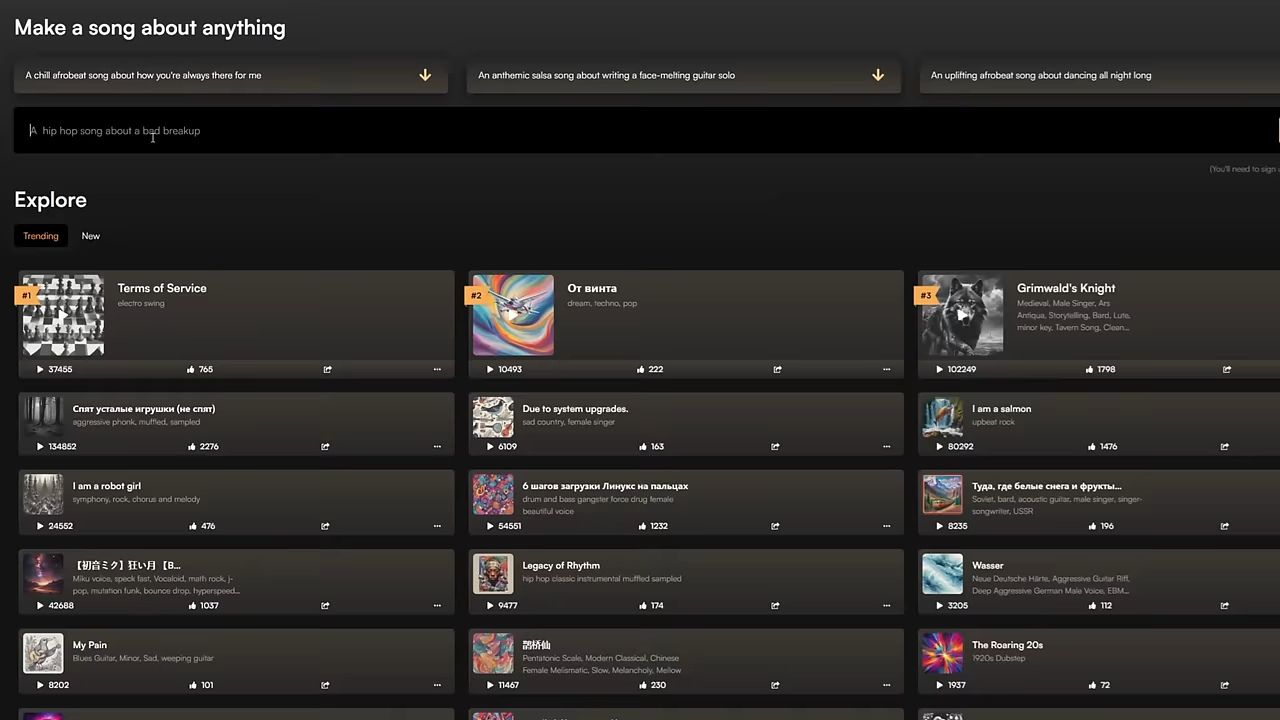 Make a song about anything
A chill afrobeat song about how you're always there for me
An anthemic salsa song about writing a face-melting guitar solo
An uplifting afrobeat song about dancing all night long
A hip hop song about a bad breakup
(You'll need to sign
Explore
Trending
New
#1
Terms of Service
electro swing
37455
765
#2
От винта
dream, techno, pop
10493
222
#3
Grimwald's Knight
Medieval, Male Singer, Ars
Antiqua, Storytelling, Bard, Lute,
minor key, Tavern Song, Clean...
102249
1798
Спят усталые игрушки (не спят)
aggressive phonk, muffled, sampled
134852
2276
Due to system upgrades.
sad country, female singer
6109
163
I am a salmon
upbeat rock
80292
1476
I am a robot girl
symphony, rock, chorus and melody
24552
476
6 шагов загрузки Линукс на пальцах
drum and bass gangster force drug female
beautiful voice
54551
1232
Туда, где белые снега и фрукты...
Soviet, bard, acoustic guitar, male singer, singer-
songwriter, USSR
8235
196
【初音ミク】狂い月 【B...
Miku voice, speck fast, Vocaloid, math rock, j-
pop, mutation funk, bounce drop, hyperspeed...
42688
1037
Legacy of Rhythm
hip hop classic instrumental muffled sampled
9477
174
Wasser
Neue Deutsche Härte, Aggressive Guitar Riff,
Deep Aggressive German Male Voice, EBM...
3205
112
My Pain
Blues Guitar, Minor, Sad, weeping guitar
8202
101
鹊桥仙
Pentatonic Scale, Modern Classical, Chinese
Female Melismatic, Slow, Melancholy, Mellow
11467
230
The Roaring 20s
1920s Dubstep
1937
72